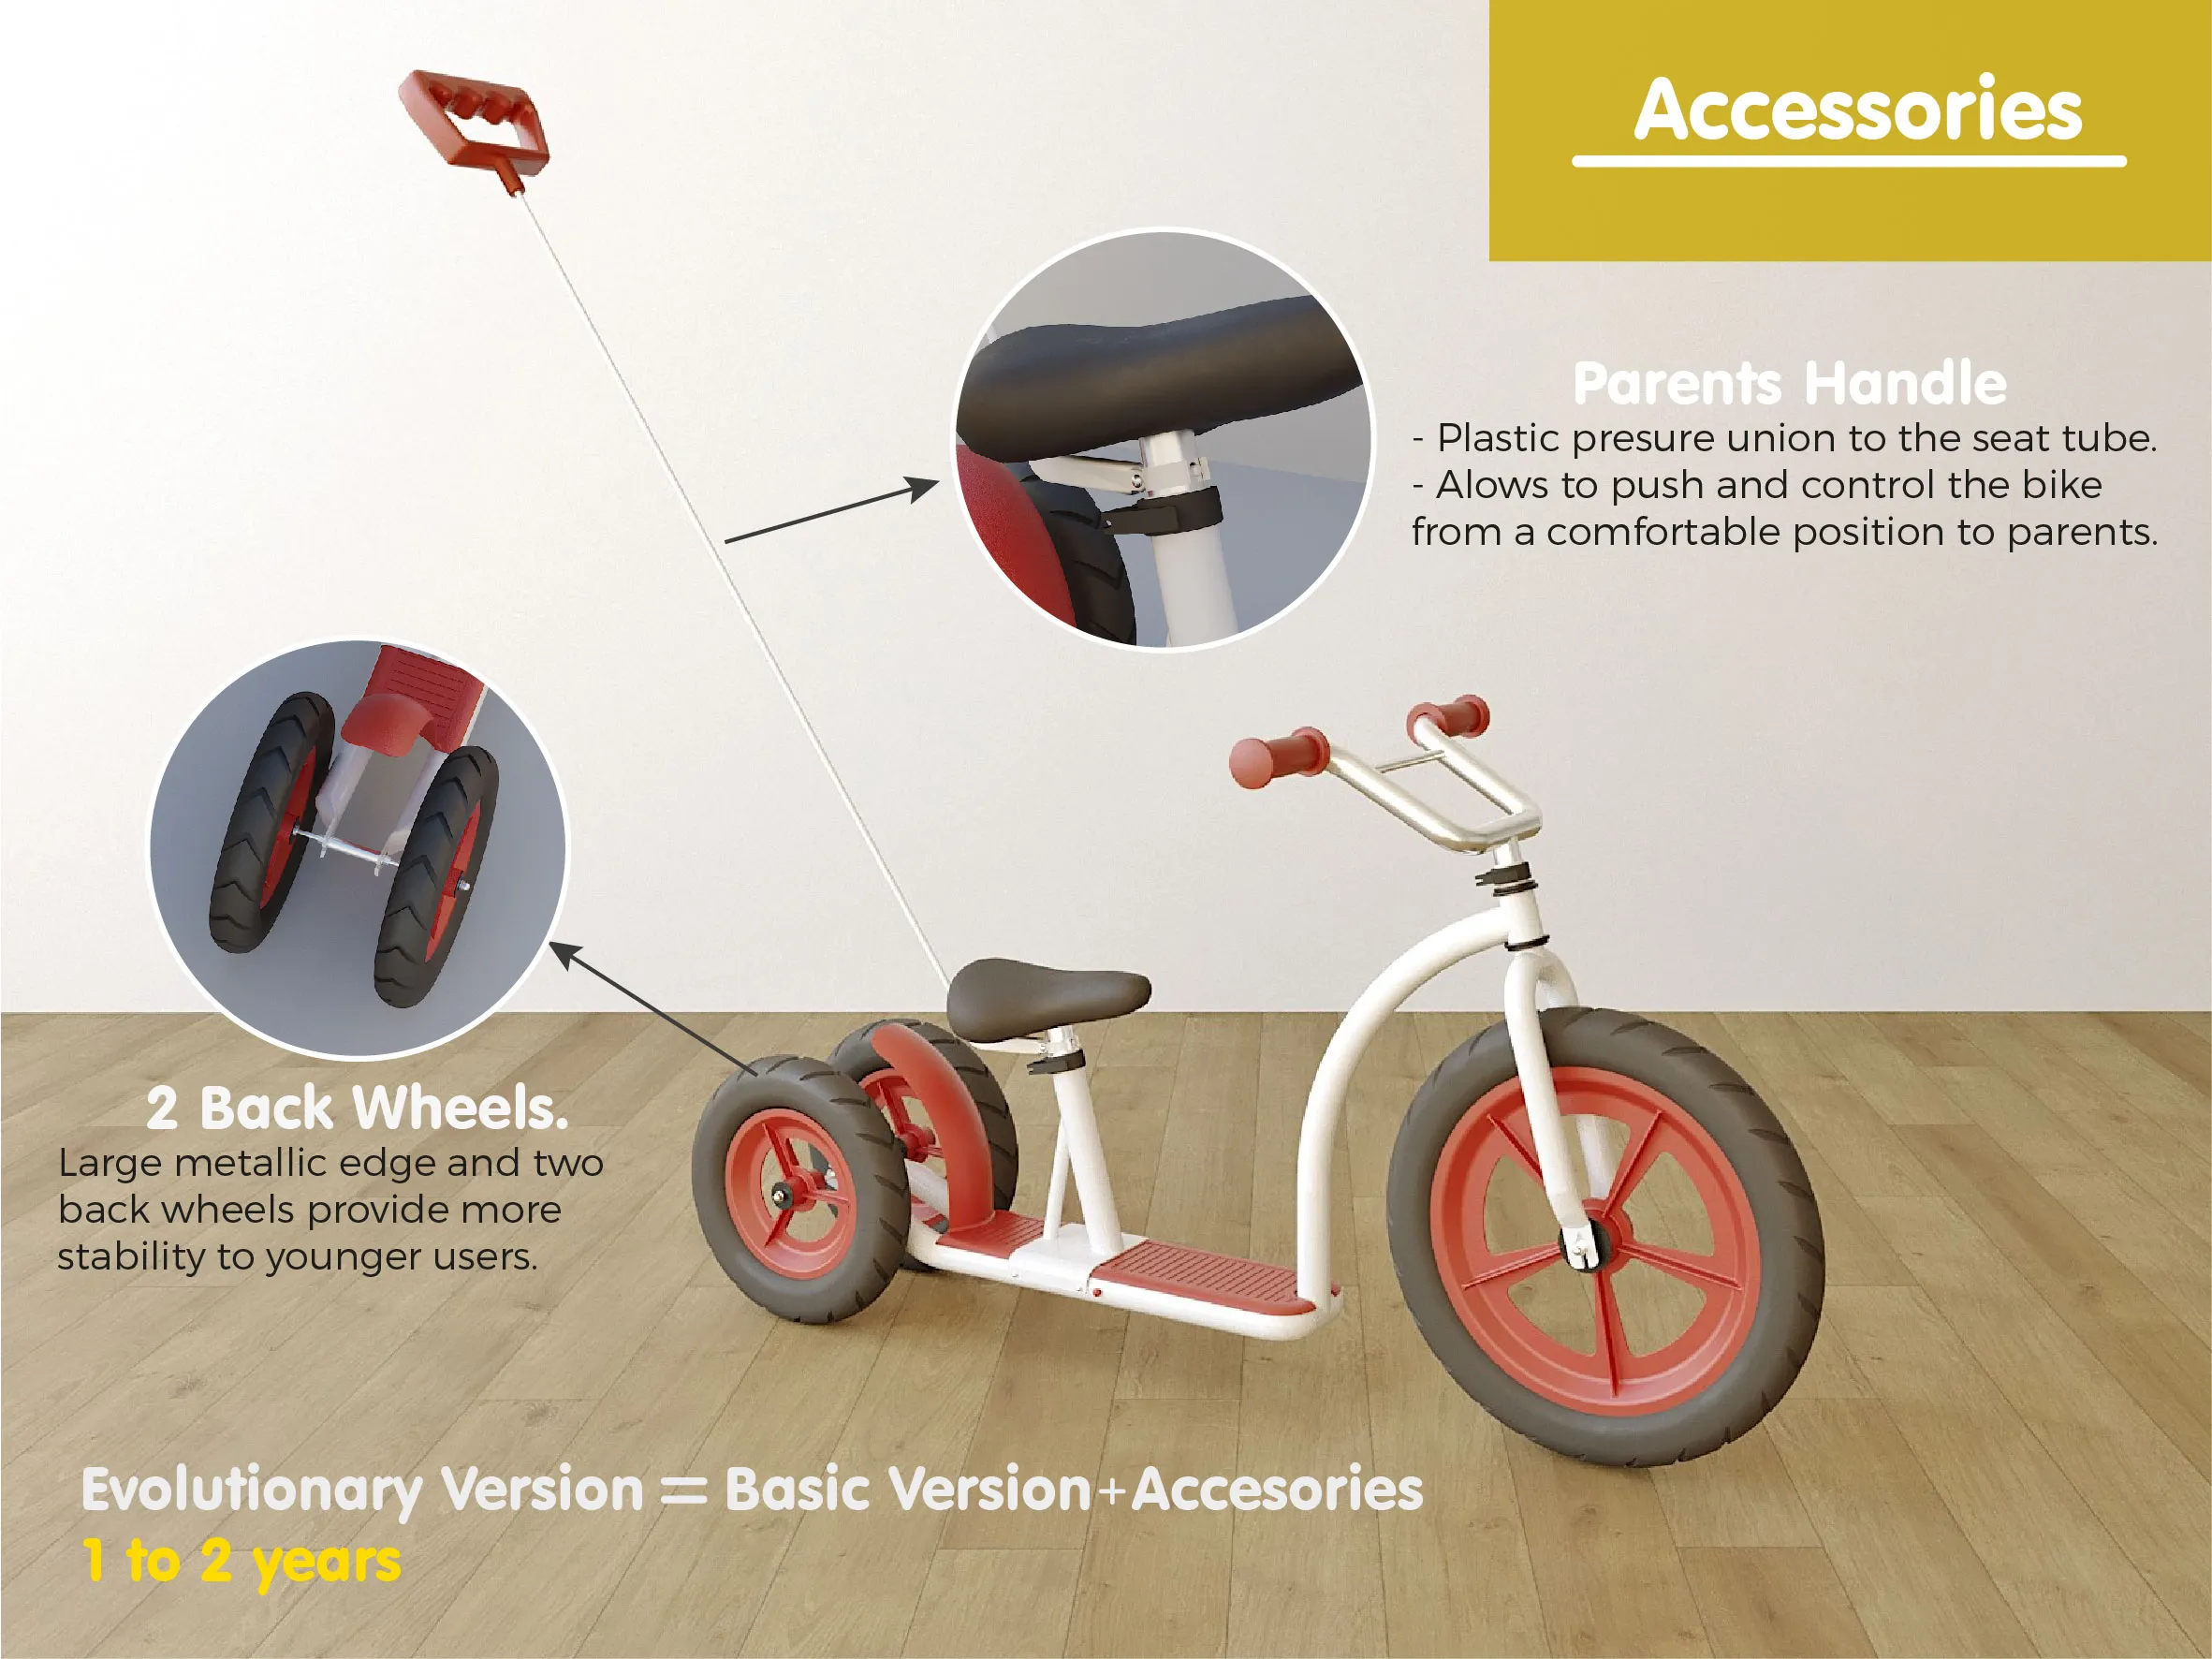 Accessories
Parents Handle
- Plastic presure union to the seat tube.
- Alows to push and control the bike
from a comfortable position to parents.
2 Back Wheels.
Large metallic edge and two
back wheels provide more
stability to younger users.
Evolutionary Version = Basic Version+Accesories
1 to 2 years